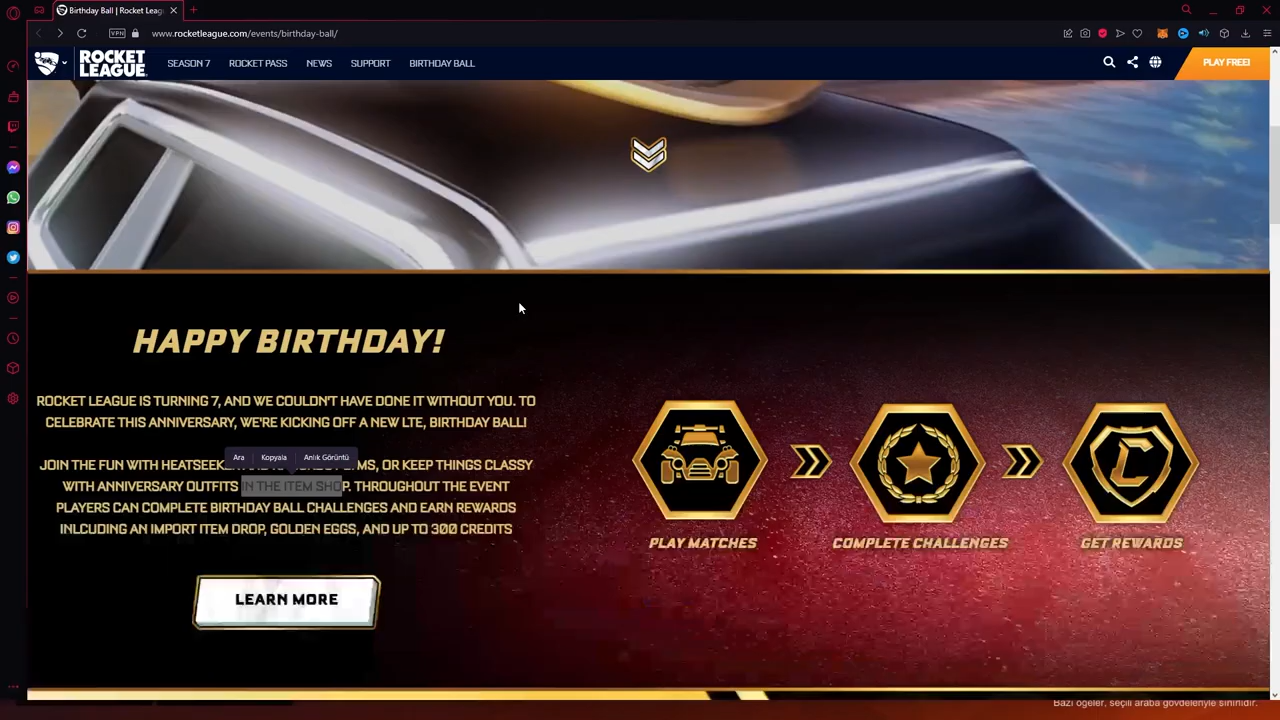 Birthday Ball | Rocket Leag
VPN
www.rocketleague.com/events/birthday-ball/
ROCKET LEAGUE
SEASON 7
ROCKET PASS
NEWS
SUPPORT
BIRTHDAY BALL
PLAY FREE!
HAPPY BIRTHDAY!
ROCKET LEAGUE IS TURNING 7, AND WE COULDN'T HAVE DONE IT WITHOUT YOU. TO
CELEBRATE THIS ANNIVERSARY, WE'RE KICKING OFF A NEW LTE, BIRTHDAY BALL!
Ara
Kopyala
Anlık Görüntü
JOIN THE FUN WITH HEATSEEK MS, OR KEEP THINGS CLASSY
WITH ANNIVERSARY OUTFITS IN THE ITEM SHOP. THROUGHOUT THE EVENT
PLAYERS CAN COMPLETE BIRTHDAY BALL CHALLENGES AND EARN REWARDS
INLCUDING AN IMPORT ITEM DROP, GOLDEN EGGS, AND UP TO 300 CREDITS
LEARN MORE
PLAY MATCHES
COMPLETE CHALLENGES
GET REWARDS
Bazı ögeler, seçili araba gövdeleriyle sınırlıdır.